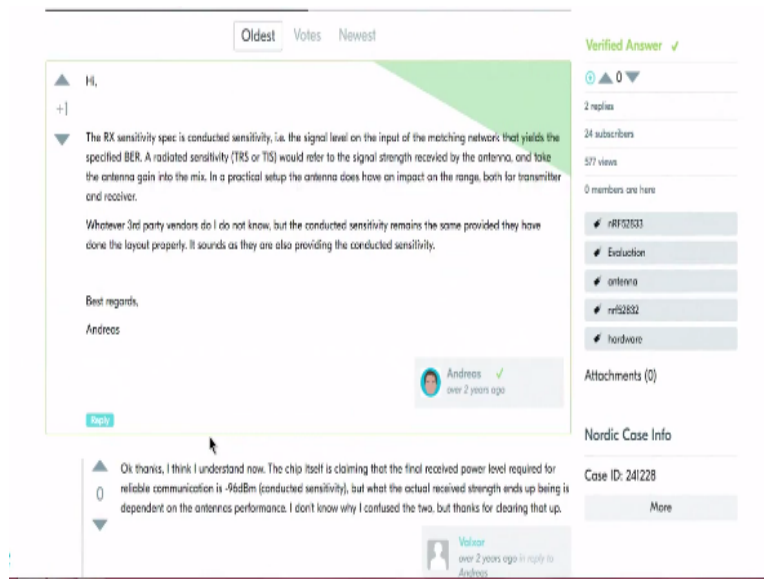 Oldest Votes Newest
Hi,
+1
The RX sensitivity spec is conducted sensitivity, i.e. the signal level on the input of the matching network that yields the
specified BER. A radiated sensitivity (TRS or TIS) would refer to the signal strength recevied by the antenna, and take
the antenna gain into the mix. In a practical setup the antenna does have an impact on the range, both for transmitter
and receiver.
Whatever 3rd party vendors do I do not know, but the conducted sensitivity remains the same provided they have
done the layout properly. It sounds as they are also providing the conducted sensitivity.
Best regards,
Andreas
Andreas
over 2 years ago
Reply
Ok thanks, I think I understand now. The chip itself is claiming that the final received power level required for
0
reliable communication is -96dBm (conducted sensitivity), but what the actual received strength ends up being is
dependent on the antennas performance. I don't know why I confused the two, but thanks for clearing that up.
over 2 years ago in reply to
Andreas
Verified Answer
0
2 replies
24 subscribers
577 views
0 members are here
nRF52833
Evaluation
antenna
nrf52832
hardware
Attachments (0)
Nordic Case Info
Case ID: 241228
More